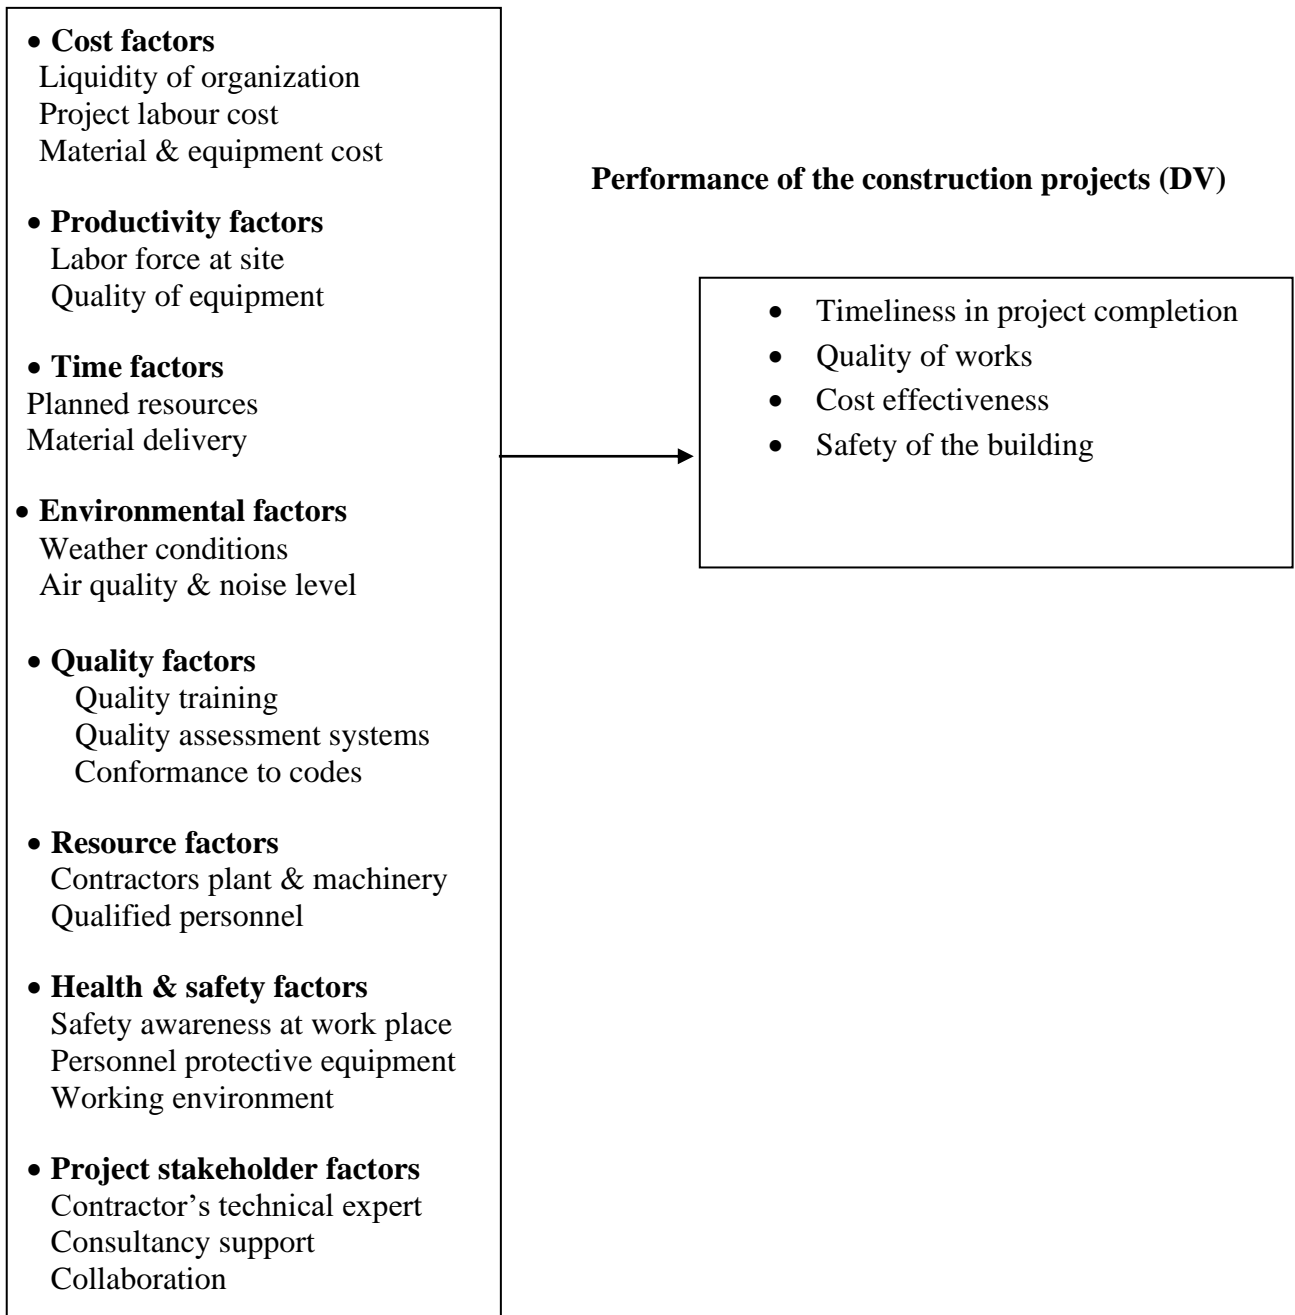 • Cost factors
Liquidity of organization
Project labour cost
Material & equipment cost
• Productivity factors
Labor force at site
Quality of equipment
• Time factors
Planned resources
Material delivery
• Environmental factors
Weather conditions
Air quality & noise level
• Quality factors
Quality training
Quality assessment systems
Conformance to codes
• Resource factors
Contractors plant & machinery
Qualified personnel
• Health & safety factors
Safety awareness at work place
Personnel protective equipment
Working environment
• Project stakeholder factors
Contractor’s technical expert
Consultancy support
Collaboration
Performance of the construction projects (DV)
• Timeliness in project completion
• Quality of works
• Cost effectiveness
• Safety of the building